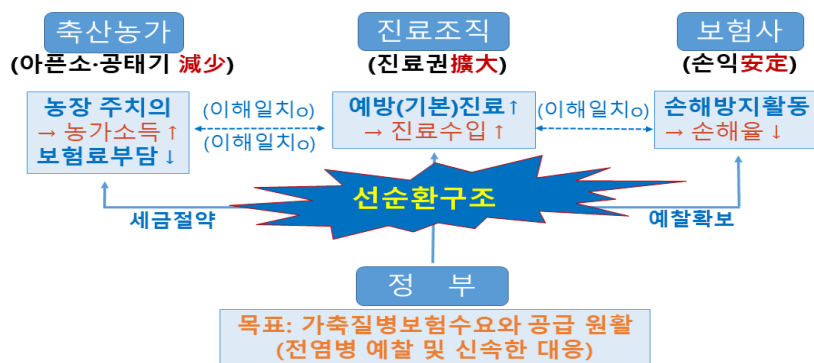 축산농가
(아픈소·공태기 減少)
농장 주치의
→ 농가소득 ↑
보험료부담 ↓
(이해일치o)
(이해일치o)
진료조직
(진료권擴大)
예방(기본)진료↑
→ 진료수입 ↑
(이해일치o)
보험사
(손익安定)
손해방지활동
→ 손해율 ↓
선순환구조
세금절약
예찰확보
정 부
목표: 가축질병보험수요와 공급 원활
(전염병 예찰 및 신속한 대응)